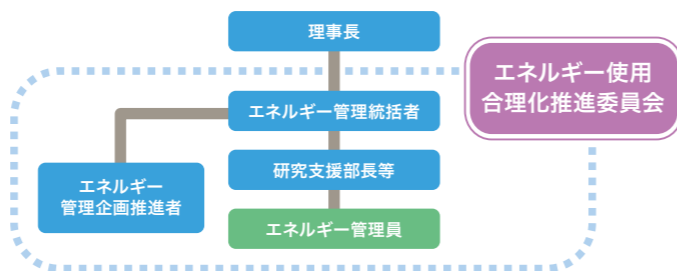 理事長
エネルギー使用
合理化推進委員会
エネルギー管理統括者
研究支援部長等
エネルギー
管理企画推進者
エネルギー管理員